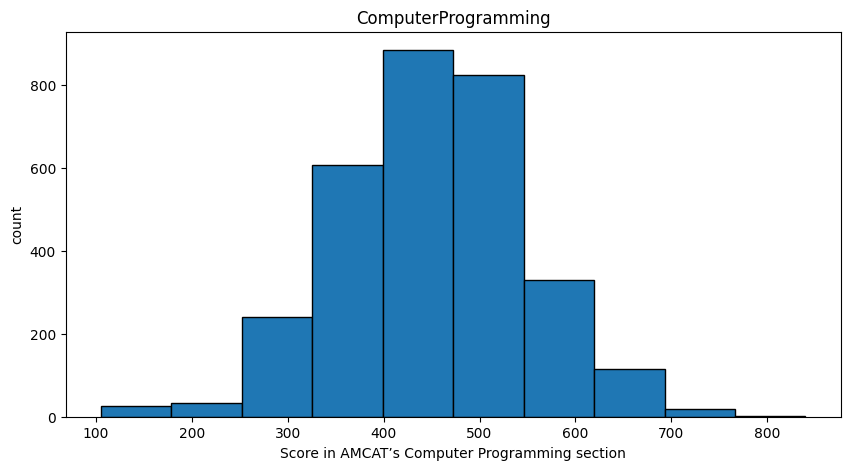 ComputerProgramming
800
600
400
200
0
count
100 200 300 400 500 600 700 800
Score in AMCAT’s Computer Programming section